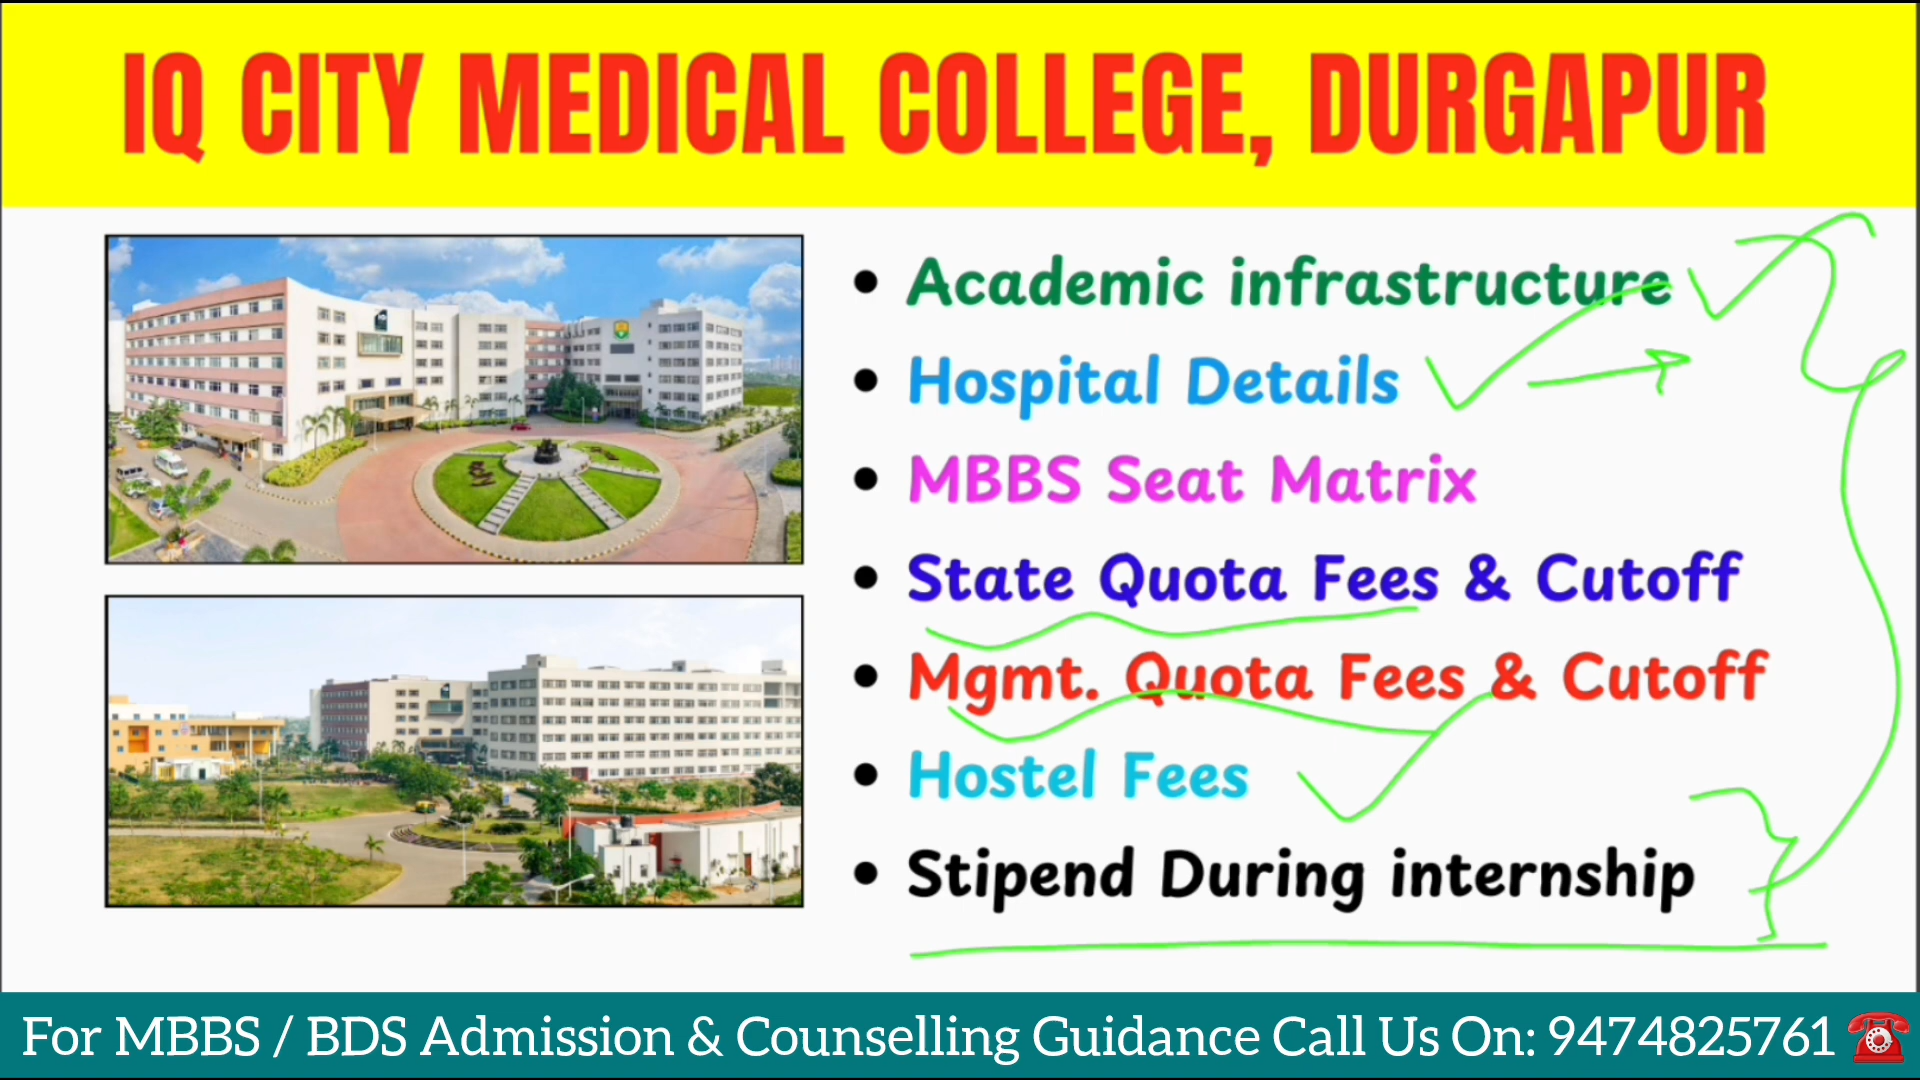 IQ CITY MEDICAL COLLEGE, DURGAPUR
Academic infrastructure
Hospital Details
MBBS Seat Matrix
State Quota Fees & Cutoff
Mgmt. Quota Fees & Cutoff
Hostel Fees
Stipend During internship
For MBBS / BDS Admission & Counselling Guidance Call Us On: 9474825761